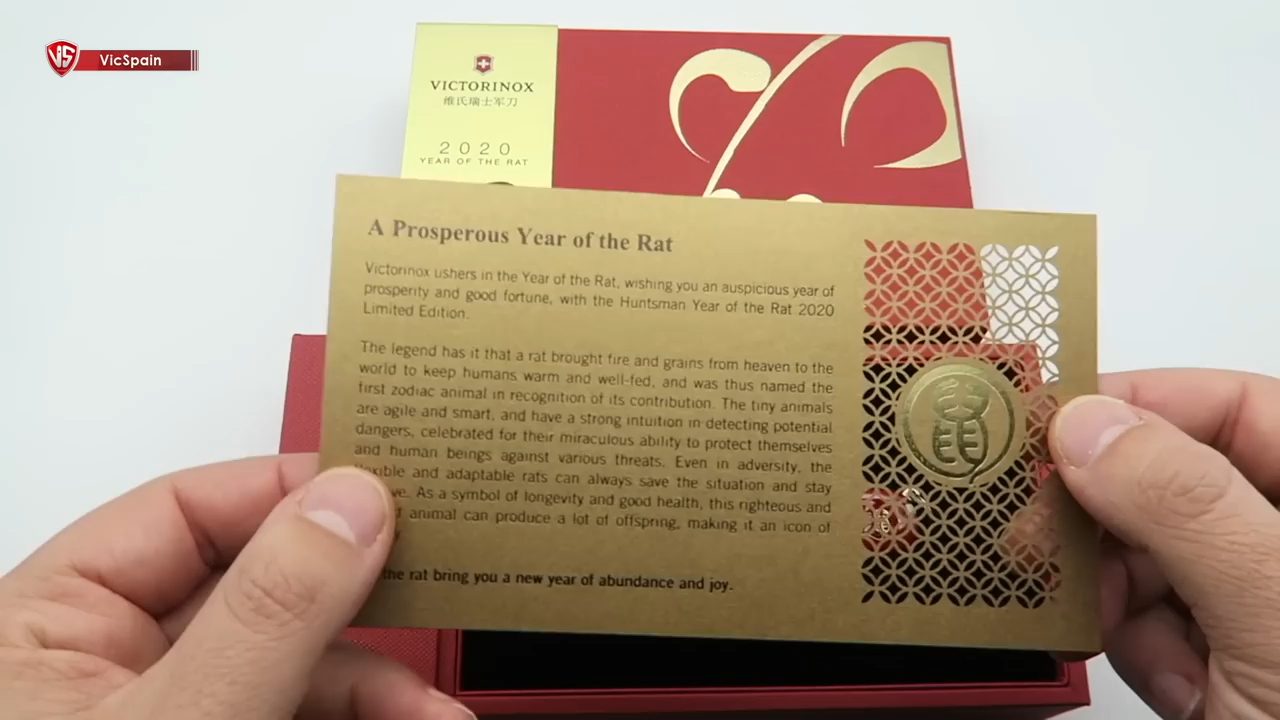 VS VicSpain
VICTORINOX
维氏瑞士军刀
2020
YEAR OF THE RAT
A Prosperous Year of the Rat
Victorinox ushers in the Year of the Rat, wishing you an auspicious year of
prosperity and good fortune, with the Huntsman Year of the Rat 2020
Limited Edition.
The legend has it that a rat brought fire and grains from heaven to the
world to keep humans warm and well-fed, and was thus named the
first zodiac animal in recognition of its contribution. The tiny animals
are agile and smart, and have a strong intuition in detecting potential
dangers, celebrated for their miraculous ability to protect themselves
and human beings against various threats. Even in adversity, the
flexible and adaptable rats can always save the situation and stay
As a symbol of longevity and good health, this righteous and
animal can produce a lot of offspring, making it an icon of
the rat bring you a new year of abundance and joy.
鼠